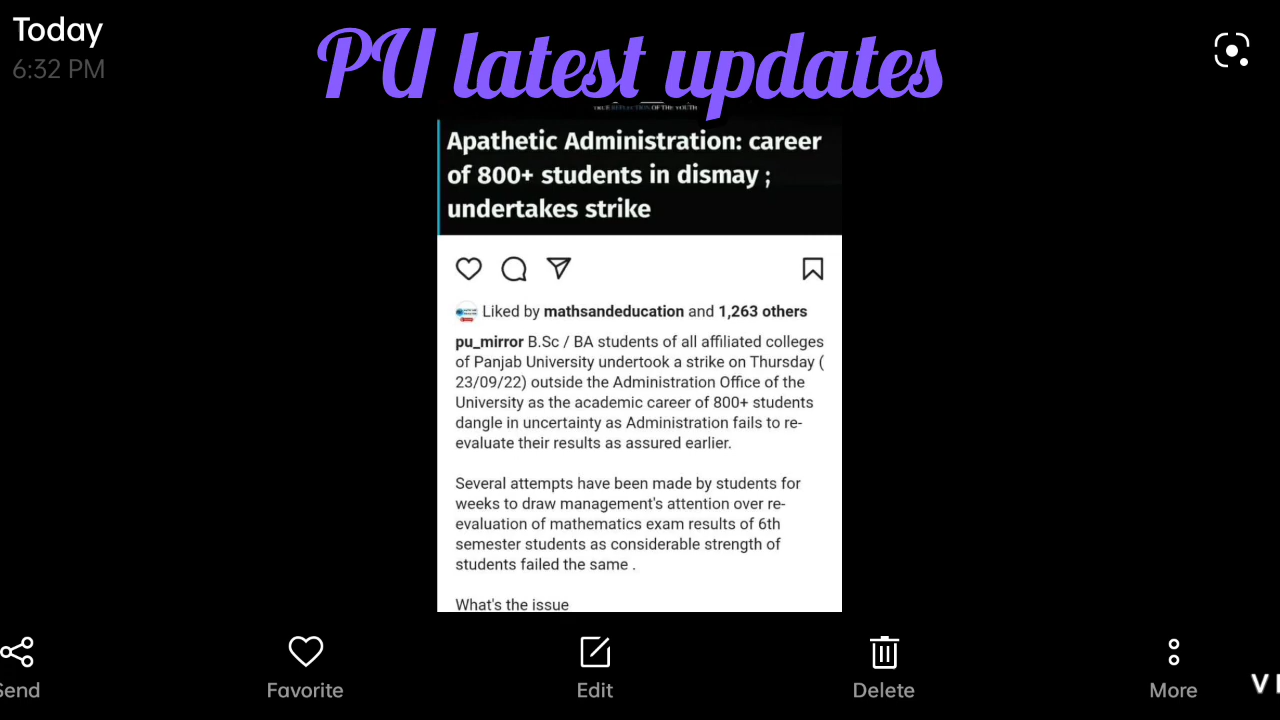 Today
6:32 PM
PU latest updates
TRUE REFLECTION OF THE YOUTH
Apathetic Administration: career
of 800+ students in dismay ;
undertakes strike
Liked by mathsandeducation and 1,263 others
pu_mirror B.Sc / BA students of all affiliated colleges
of Panjab University undertook a strike on Thursday (
23/09/22) outside the Administration Office of the
University as the academic career of 800+ students
dangle in uncertainty as Administration fails to re-
evaluate their results as assured earlier.
Several attempts have been made by students for
weeks to draw management's attention over re-
evaluation of mathematics exam results of 6th
semester students as considerable strength of
students failed the same .
What's the issue
Send
Favorite
Edit
Delete
More